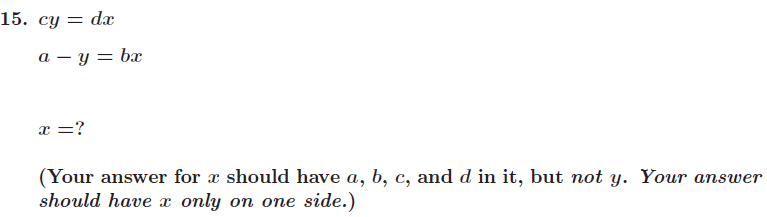 15. cy = dx
a − y = bx
x =?
(Your answer for x should have a, b, c, and d in it, but not y. Your answer
should have x only on one side.)